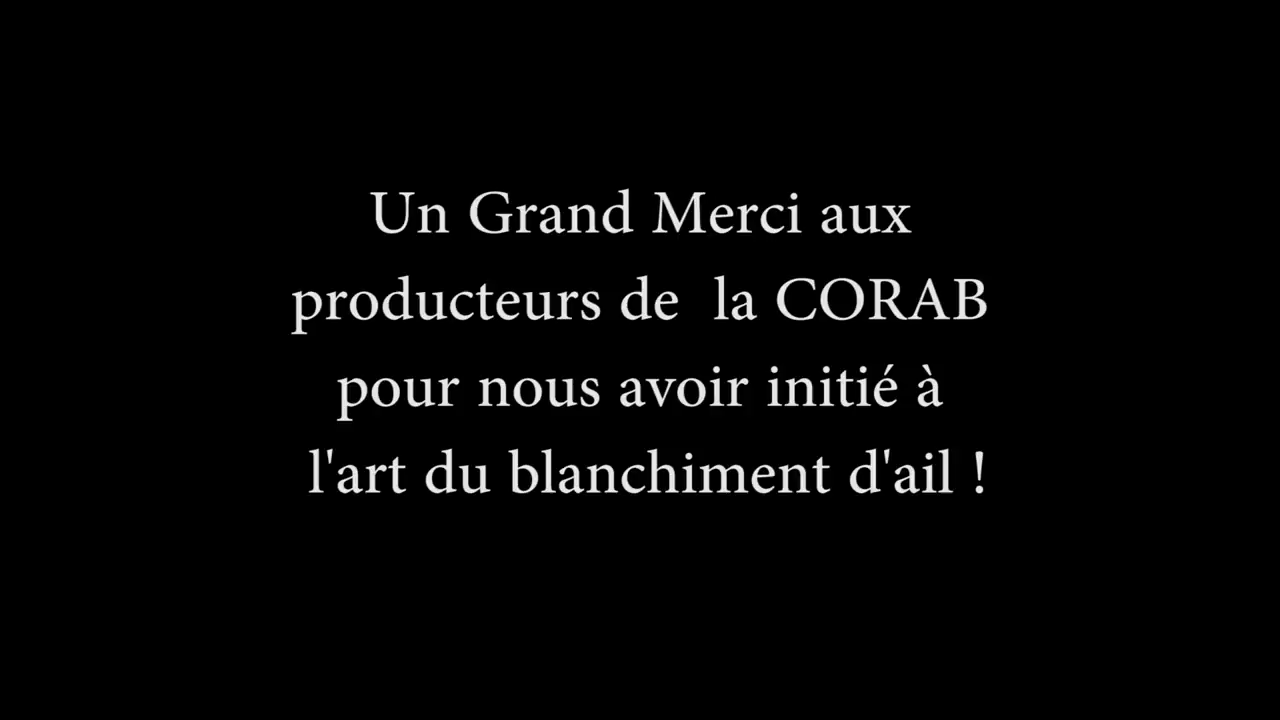 Un Grand Merci aux
producteurs de  la CORAB
pour nous avoir initié à
l'art du blanchiment d'ail !